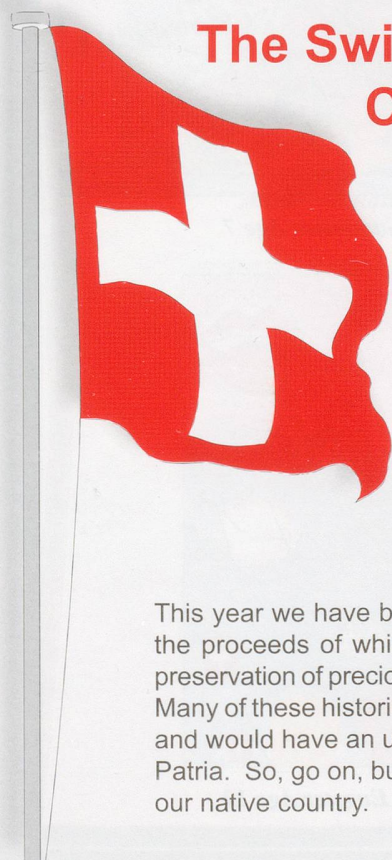 The Swi
C
This year we have b
the proceeds of whi
preservation of precio
Many of these histori
and would have an u
Patria. So, go on, bu
our native country.